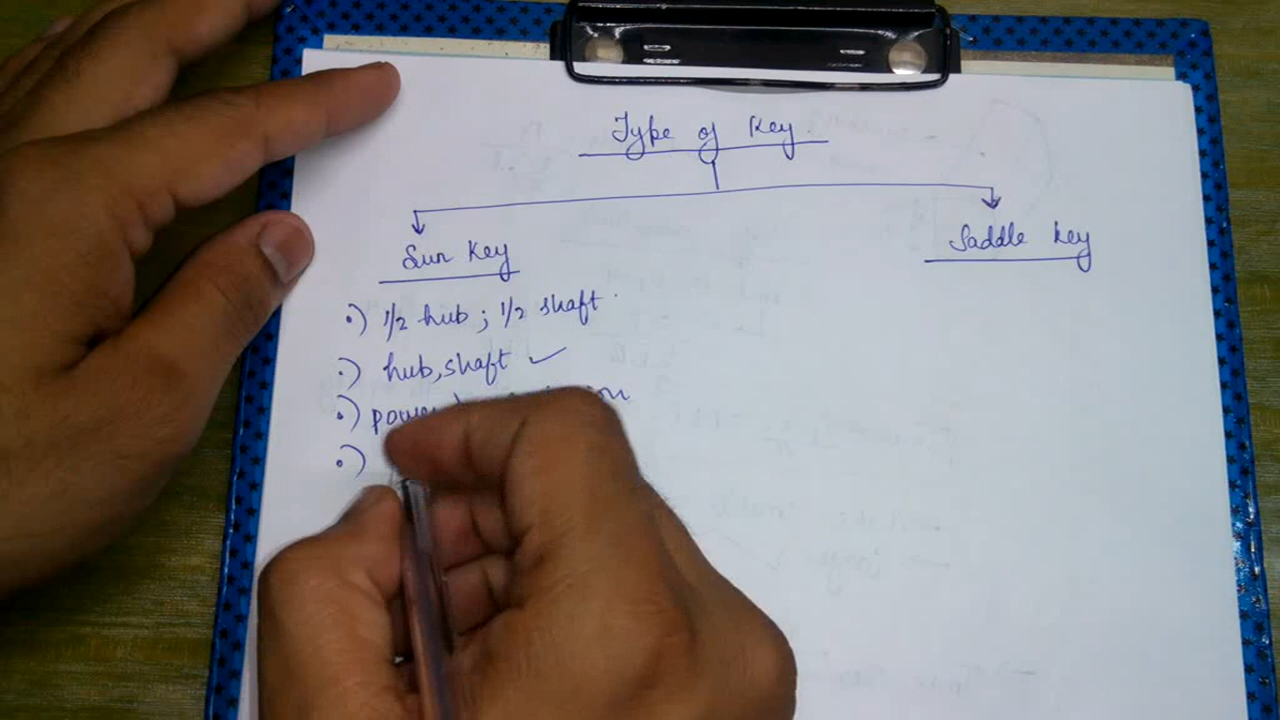 Type of Key
Sun Key
Saddle key
•) 1/2 hub ; 1/2 shaft
•) hub, shaft ✓
•) power
•)